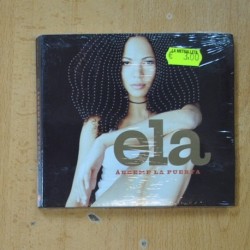 € 3,00
ela
ÁBREME LA PUERTA